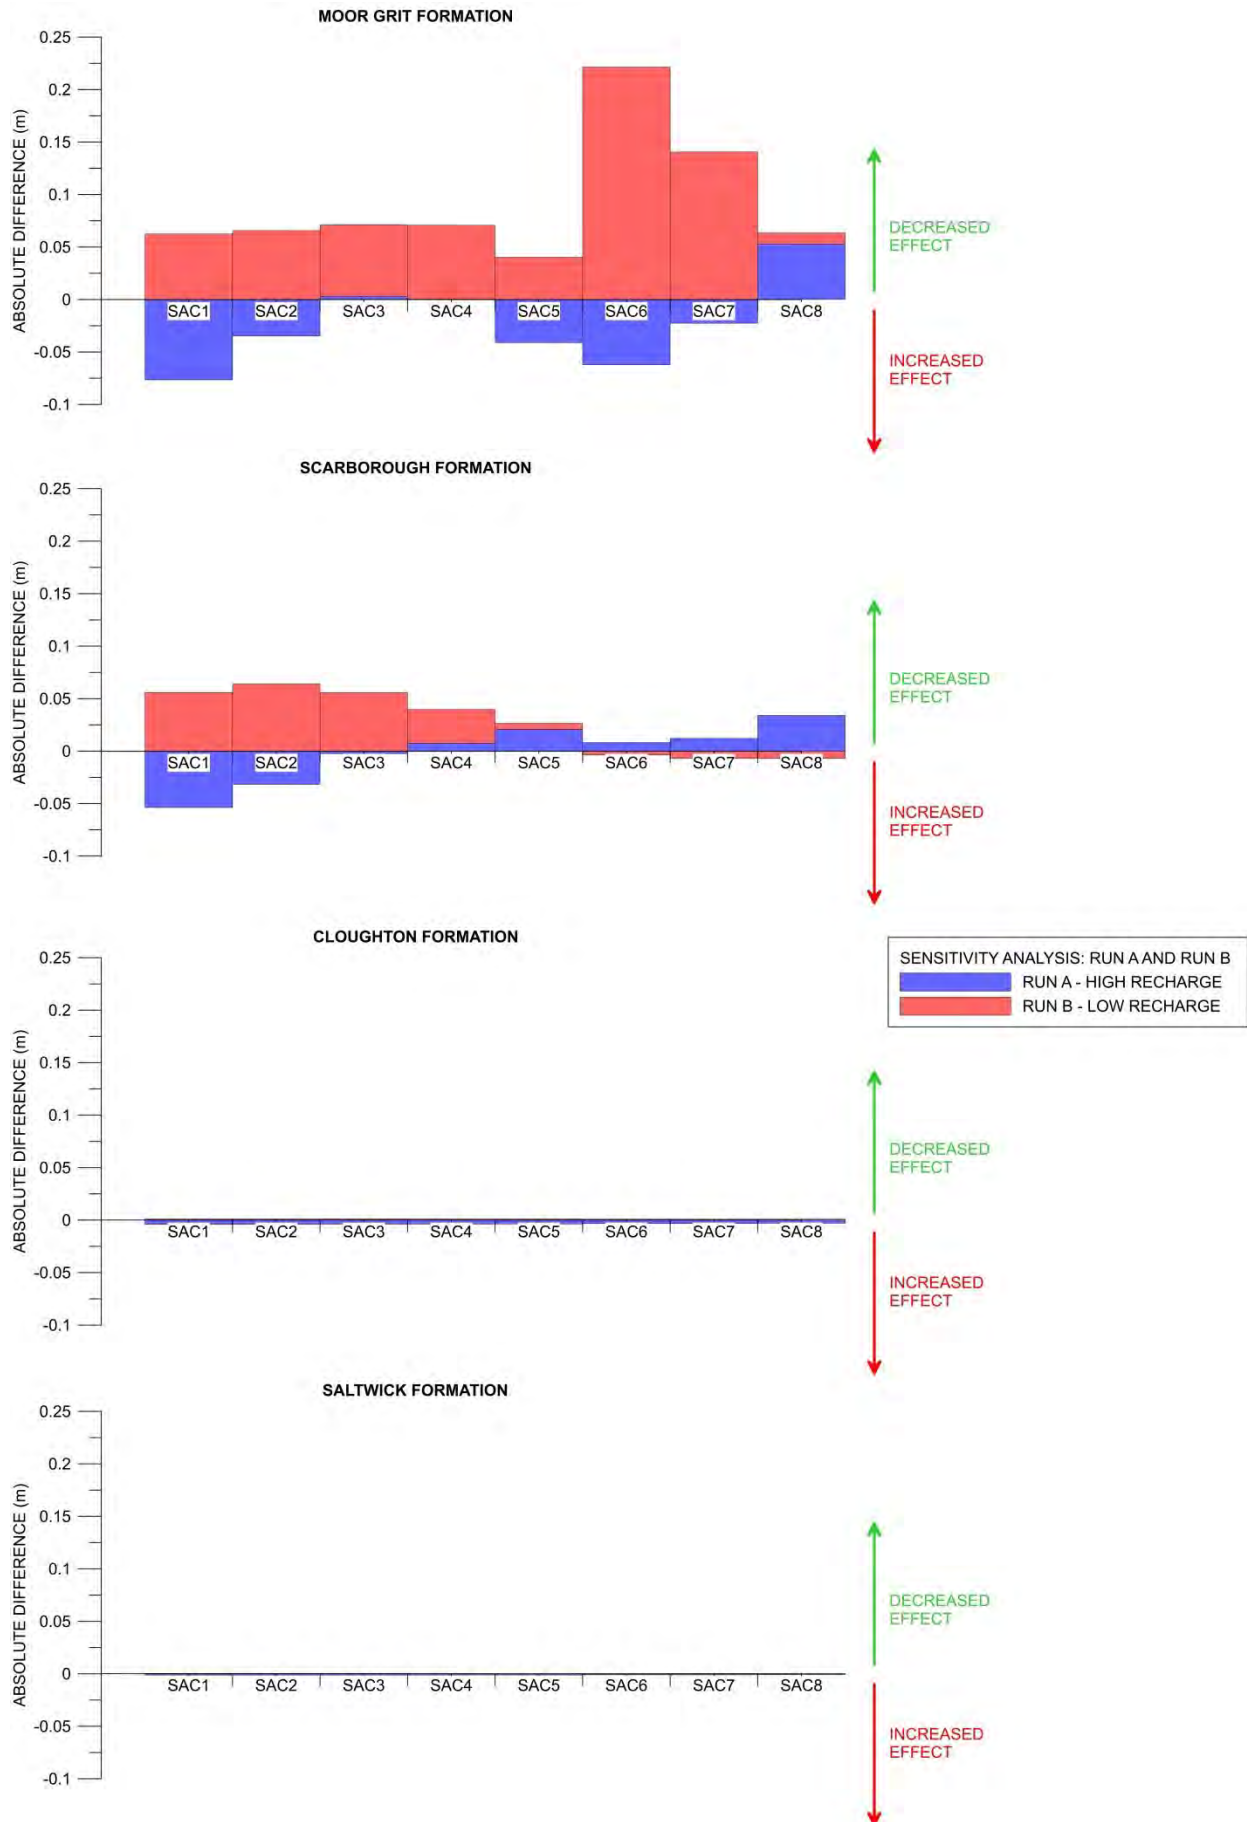 MOOR GRIT FORMATION
0.25
0.2
0.15
0.1
0.05
0
-0.05
-0.1
ABSOLUTE DIFFERENCE (m)
SAC1 SAC2 SAC3 SAC4 SAC5 SAC6 SAC7 SAC8
DECREASED
EFFECT
INCREASED
EFFECT
SCARBOROUGH FORMATION
0.25
0.2
0.15
0.1
0.05
0
-0.05
-0.1
ABSOLUTE DIFFERENCE (m)
SAC1 SAC2 SAC3 SAC4 SAC5 SAC6 SAC7 SAC8
DECREASED
EFFECT
INCREASED
EFFECT
CLOUGHTON FORMATION
0.25
0.2
0.15
0.1
0.05
0
-0.05
-0.1
ABSOLUTE DIFFERENCE (m)
SAC1 SAC2 SAC3 SAC4 SAC5 SAC6 SAC7 SAC8
SENSITIVITY ANALYSIS: RUN A AND RUN B
RUN A - HIGH RECHARGE
RUN B - LOW RECHARGE
DECREASED
EFFECT
INCREASED
EFFECT
SALTWICK FORMATION
0.25
0.2
0.15
0.1
0.05
0
-0.05
-0.1
ABSOLUTE DIFFERENCE (m)
SAC1 SAC2 SAC3 SAC4 SAC5 SAC6 SAC7 SAC8
DECREASED
EFFECT
INCREASED
EFFECT